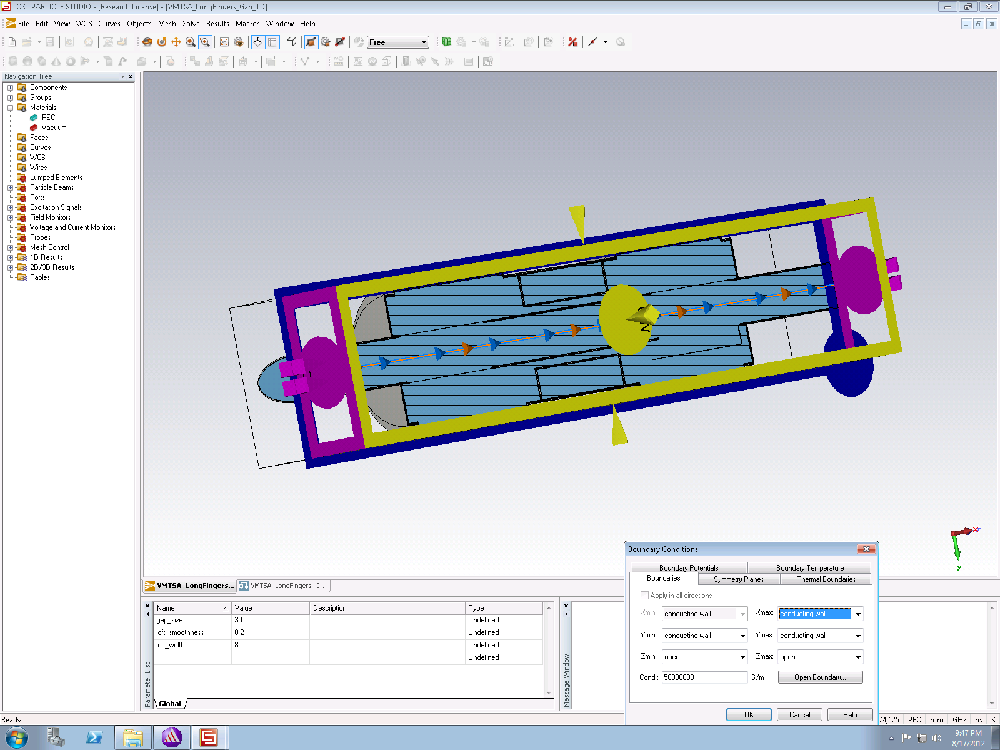 CST PARTICLE STUDIO - [Research License] - [VMTSA_LongFingers_Gap_TD]
File Edit View WCS Curves Objects Mesh Solve Results Macros Window Help
Free
Navigation Tree
Components
Groups
Materials
PEC
Vacuum
Faces
Curves
WCS
Wires
Lumped Elements
Particle Beams
Ports
Excitation Signals
Field Monitors
Voltage and Current Monitors
Probes
Mesh Control
1D Results
2D/3D Results
Tables
N
x z
y
VMTSA_LongFingers... VMTSA_LongFingers_G...
Name / Value Description Type
gap_size 30 Undefined
loft_smoothness 0.2 Undefined
loft_width 8 Undefined
Undefined
Parameter List
Global
Message Window
Boundary Conditions
Boundary Potentials Boundary Temperature
Boundaries Symmetry Planes Thermal Boundaries
Apply in all directions
Xmin: conducting wall Xmax: conducting wall
Ymin: conducting wall Ymax: conducting wall
Zmin: open Zmax: open
Cond.: 58000000 S/m Open Boundary...
OK Cancel Help
Ready
74,625 PEC mm GHz ns K
9:47 PM
8/17/2012